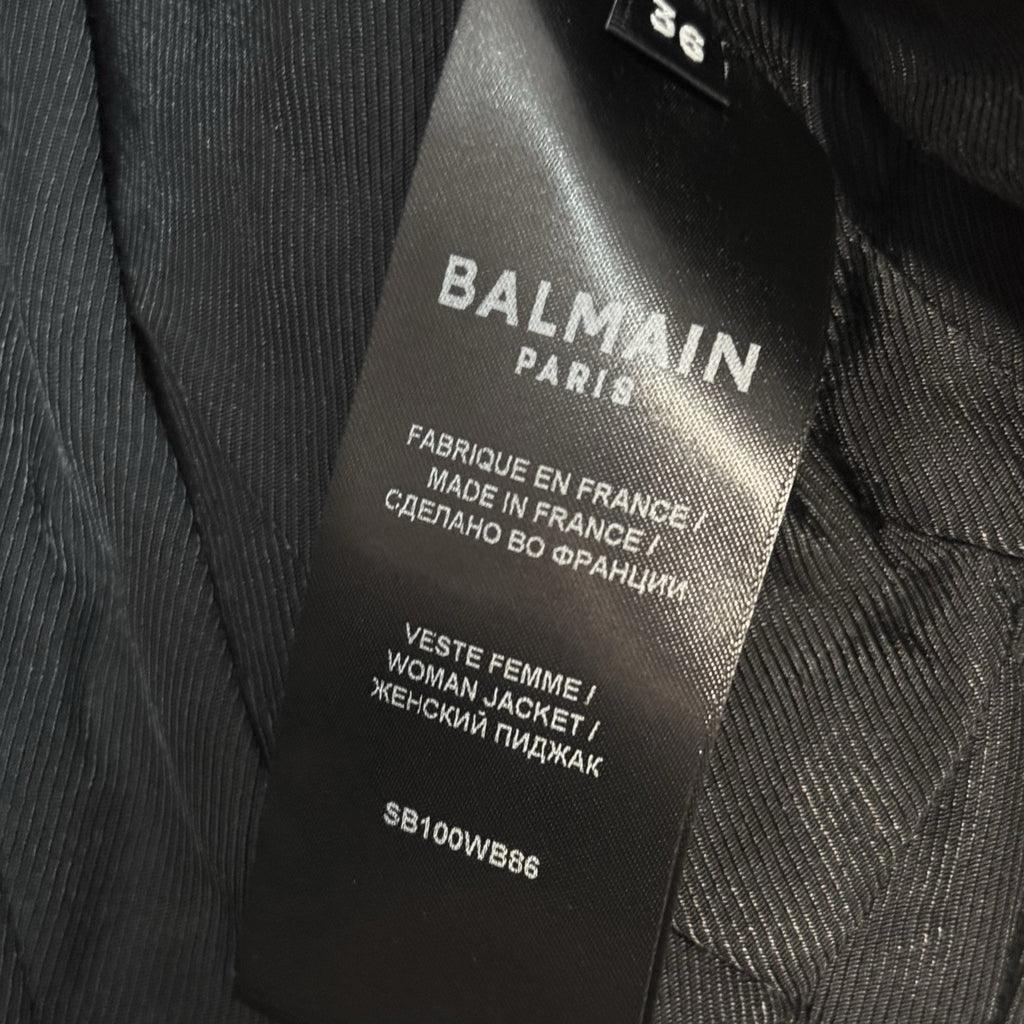 36
BALMAIN
PARIS
FABRIQUE EN FRANCE /
MADE IN FRANCE /
СДЕЛАНО ВО ФРАНЦИИ
VESTE FEMME /
WOMAN JACKET /
ЖЕНСКИЙ ПИДЖАК
SB100WB86